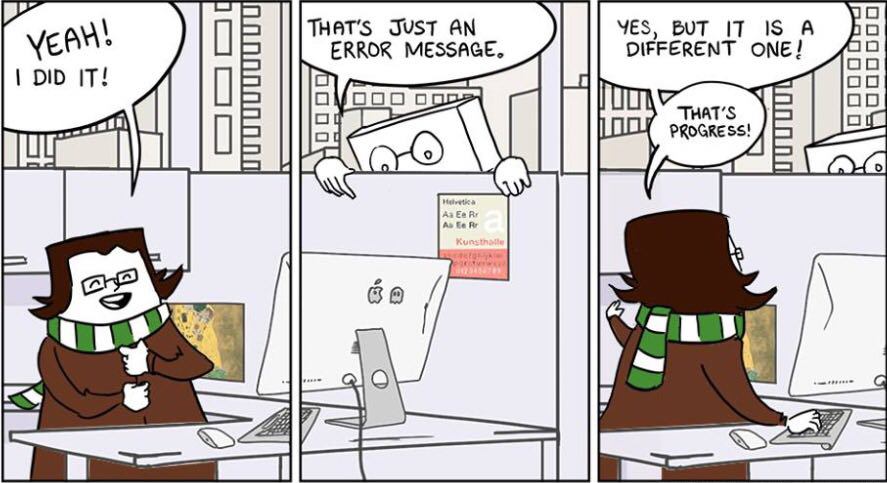 YEAH!
I DID IT!
THAT'S JUST AN
ERROR MESSAGE.
Helvetica
Aa Ee Rr
Aa Ee Rr
a
Kunsthalle
YES, BUT IT IS A
DIFFERENT ONE!
THAT'S
PROGRESS!